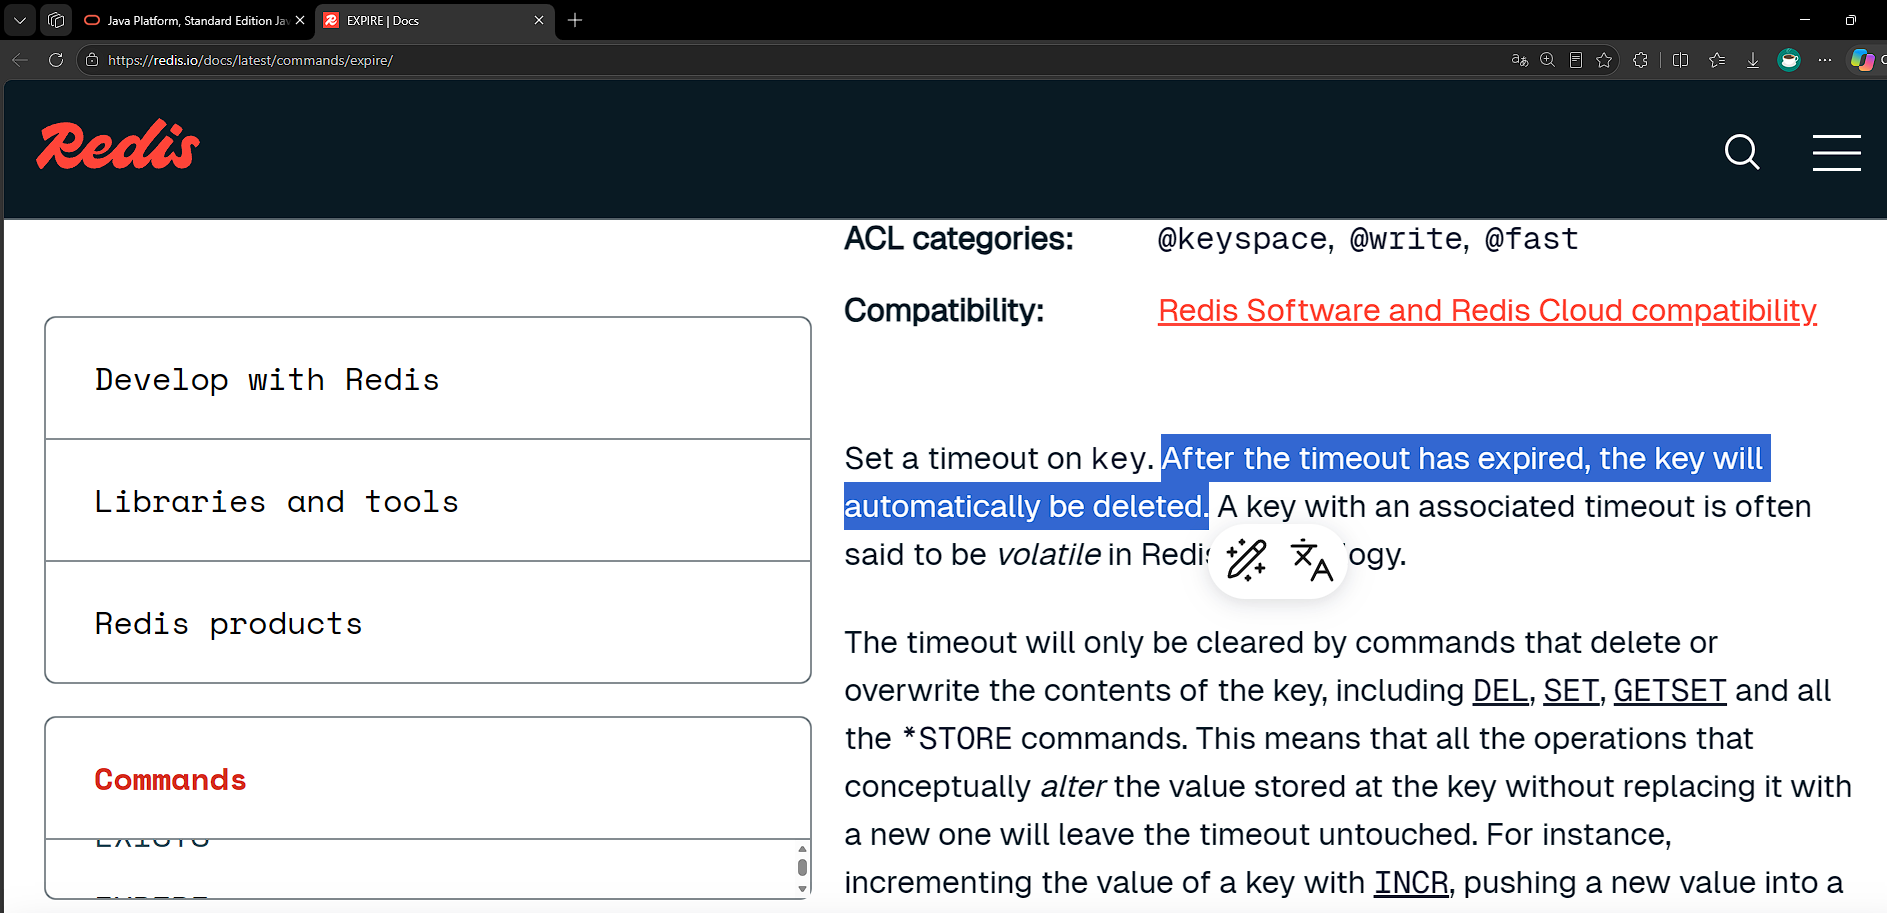 Java Platform, Standard Edition Jav
EXPIRE | Docs
https://redis.io/docs/latest/commands/expire/
Redis
ACL categories: @keyspace, @write, @fast
Compatibility: Redis Software and Redis Cloud compatibility
Develop with Redis
Libraries and tools
Redis products
Commands
Set a timeout on key. After the timeout has expired, the key will
automatically be deleted. A key with an associated timeout is often
said to be volatile in Redis ogy.
The timeout will only be cleared by commands that delete or
overwrite the contents of the key, including DEL, SET, GETSET and all
the *STORE commands. This means that all the operations that
conceptually alter the value stored at the key without replacing it with
a new one will leave the timeout untouched. For instance,
incrementing the value of a key with INCR, pushing a new value into a